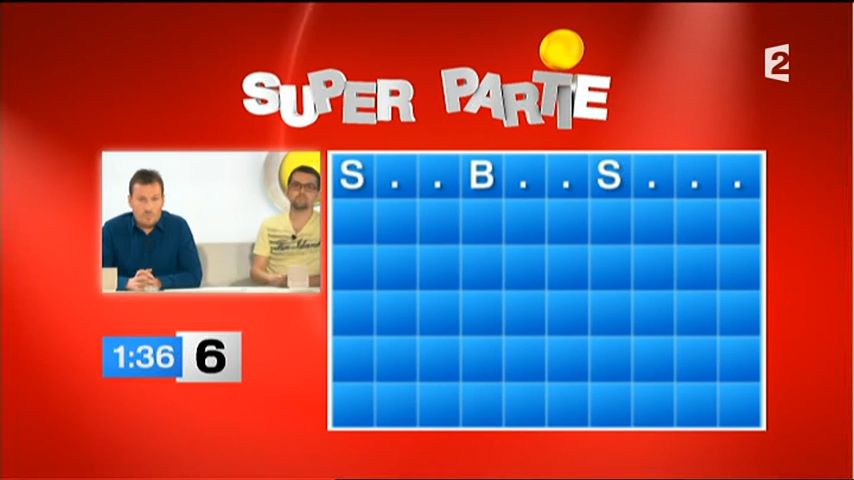 SUPER PARTIE
2
S . . B . . S . . .
1:36 6